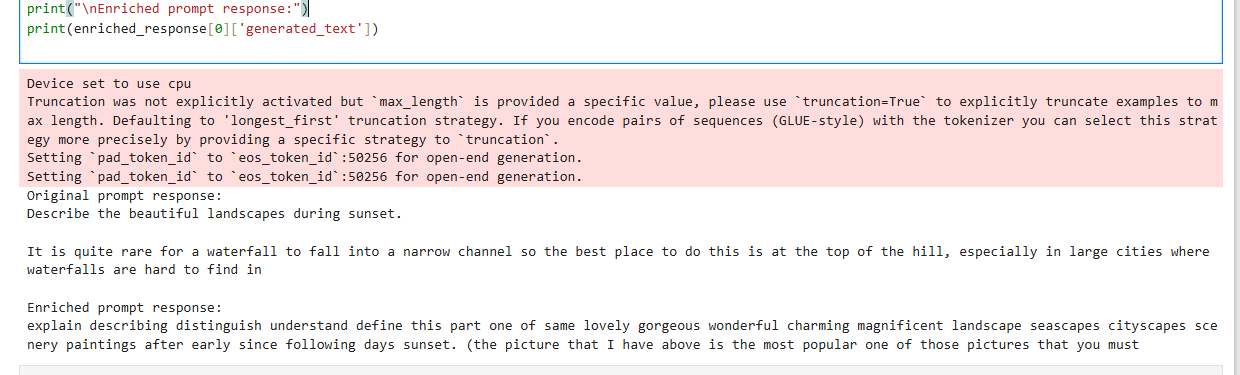 print("\nEnriched prompt response:")
print(enriched_response[0]['generated_text'])
Device set to use cpu
Truncation was not explicitly activated but `max_length` is provided a specific value, please use `truncation=True` to explicitly truncate examples to m
ax length. Defaulting to 'longest_first' truncation strategy. If you encode pairs of sequences (GLUE-style) with the tokenizer you can select this strat
egy more precisely by providing a specific strategy to `truncation`.
Setting `pad_token_id` to `eos_token_id`:50256 for open-end generation.
Setting `pad_token_id` to `eos_token_id`:50256 for open-end generation.
Original prompt response:
Describe the beautiful landscapes during sunset.
It is quite rare for a waterfall to fall into a narrow channel so the best place to do this is at the top of the hill, especially in large cities where
waterfalls are hard to find in
Enriched prompt response:
explain describing distinguish understand define this part one of same lovely gorgeous wonderful charming magnificent landscape seascapes cityscapes sce
nery paintings after early since following days sunset. (the picture that I have above is the most popular one of those pictures that you must